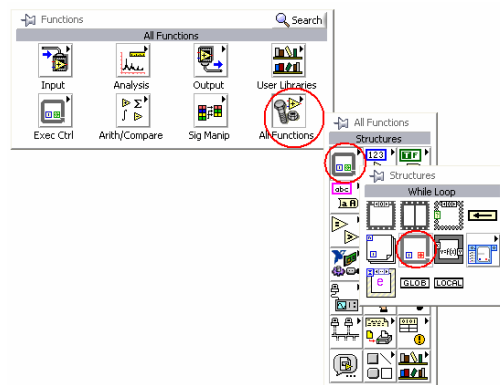 Functions
Search
All Functions
Input
Analysis
Output
User Libraries
Exec Ctrl
Arith/Compare
Sig Manip
All Functions
All Functions
Structures
123
TF
abc
a A
Structures
While Loop
e
GLOB
LOCAL